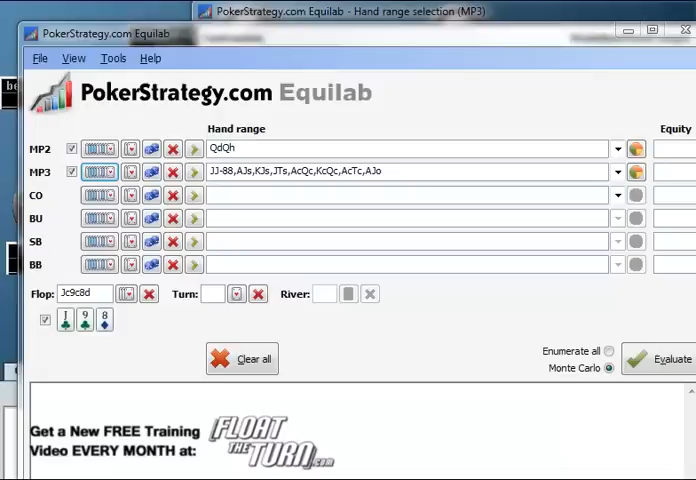 PokerStrategy.com Equilab - Hand range selection (MP3)
PokerStrategy.com Equilab
File View Tools Help
PokerStrategy.com Equilab
Hand range Equity
MP2 QdQh
MP3 JJ-88,AJs,KJs,JTs,AcQc,KcQc,AcTc,AJo
CO
BU
SB
BB
Flop: Jc9c8d Turn: River:
J 9 8
Clear all
Enumerate all
Monte Carlo
Evaluate
Get a New FREE Training
Video EVERY MONTH at:
FLOAT
THE TURN.com